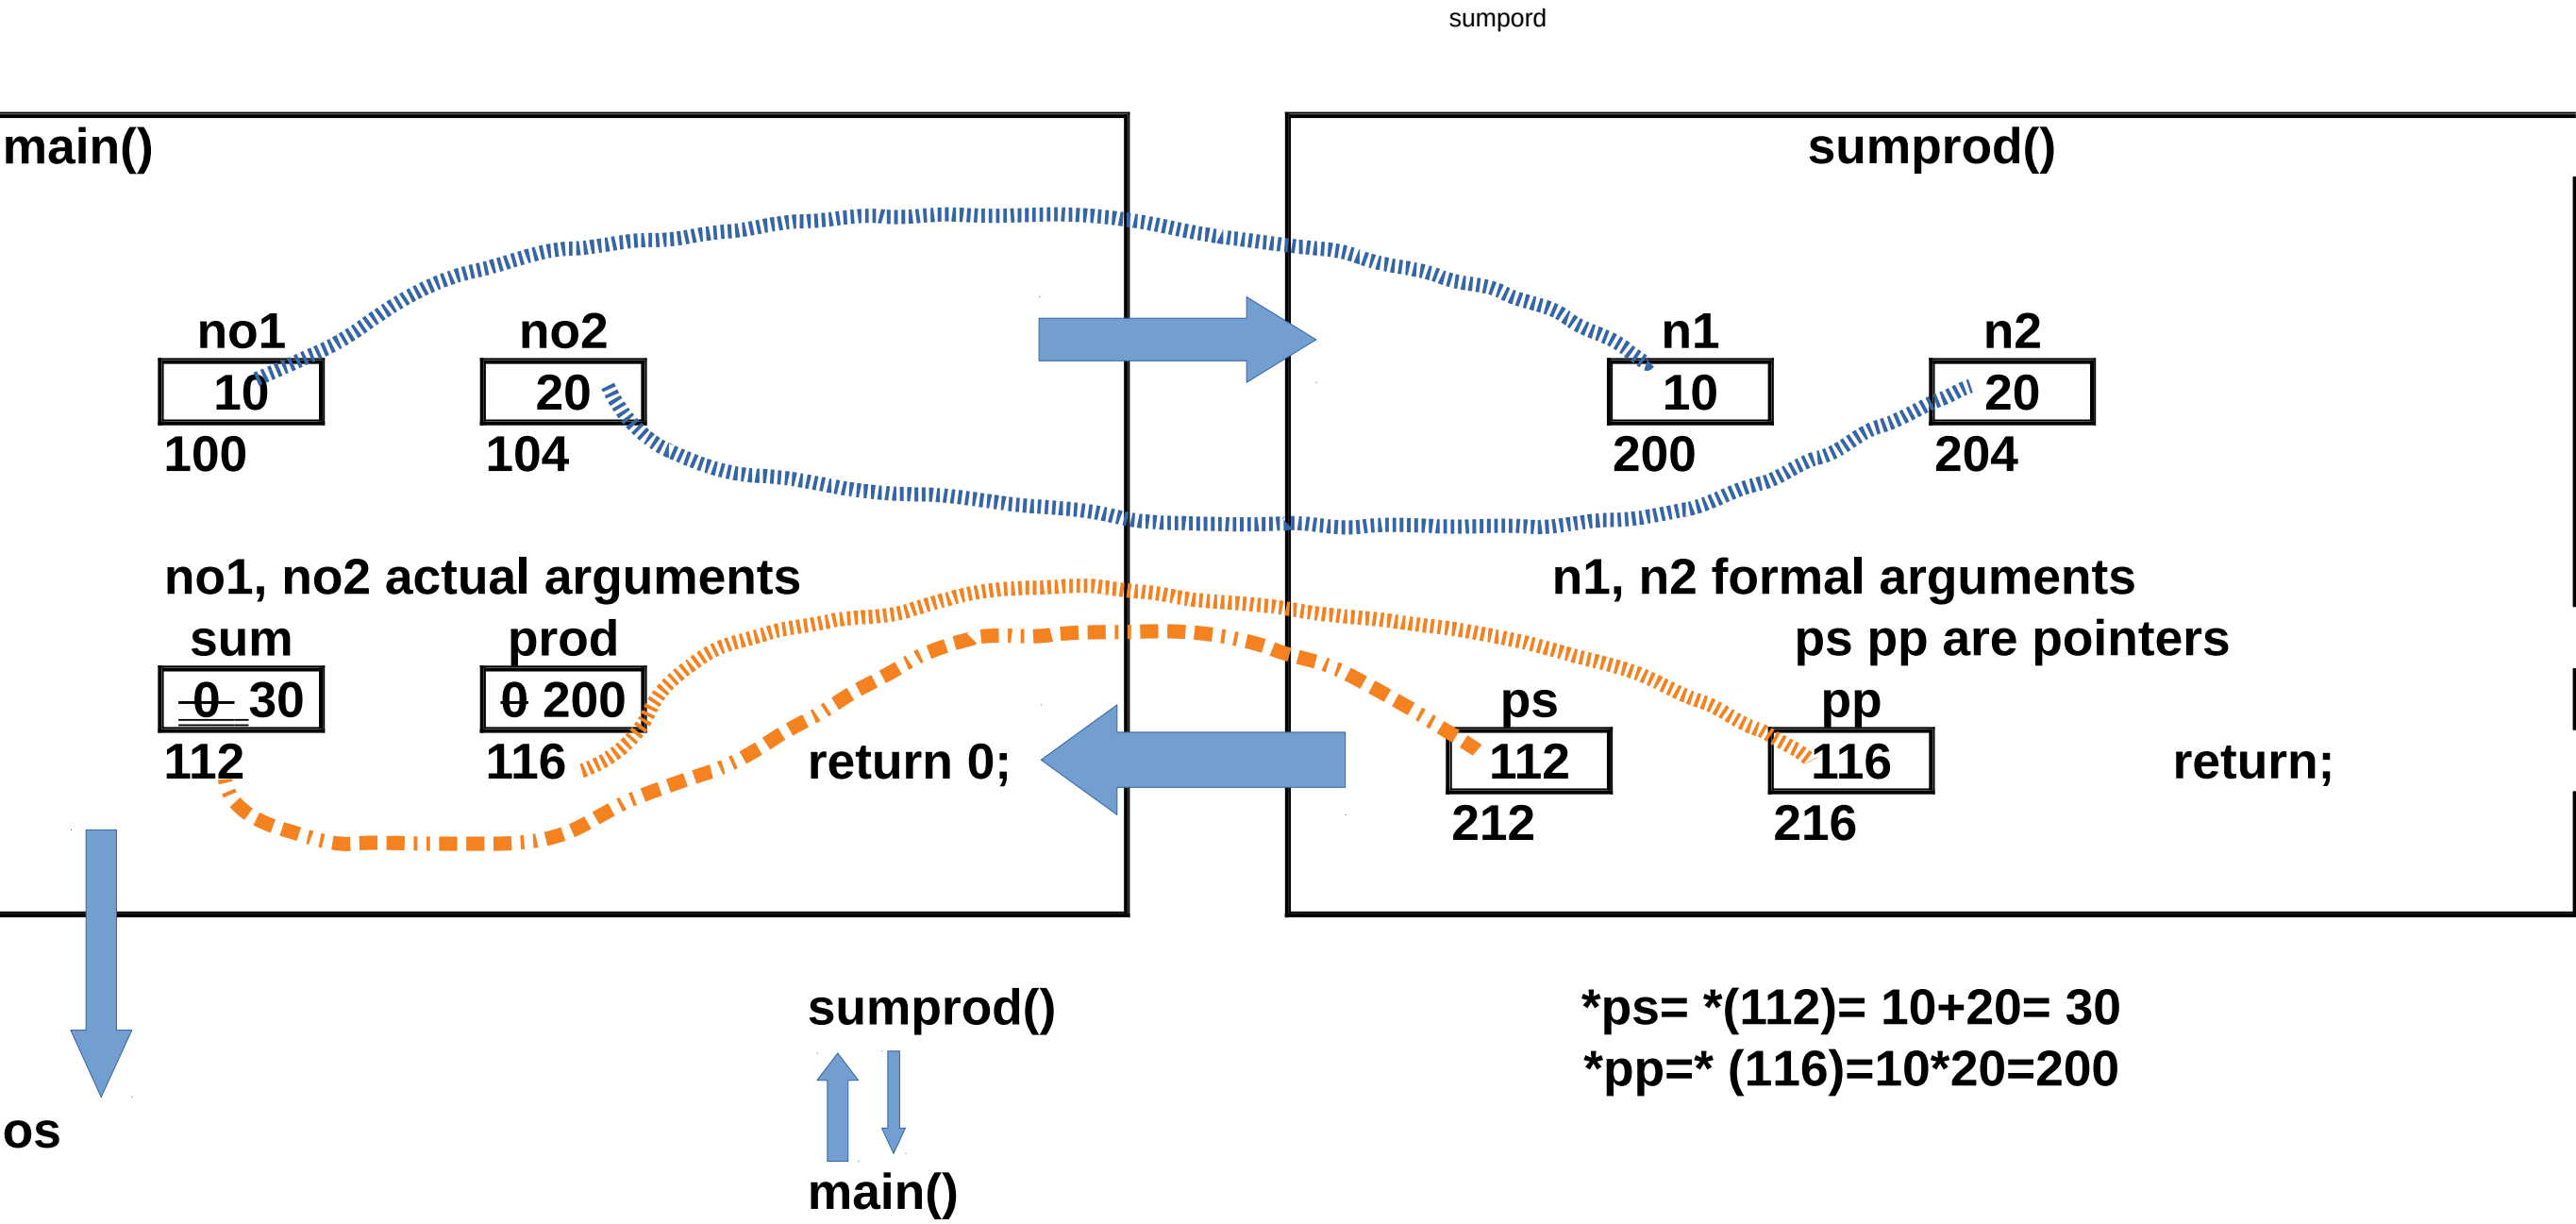 sumpord
main() sumprod()
no1 no2 n1 n2
10 20 10 20
100 104 200 204
no1, no2 actual arguments n1, n2 formal arguments
sum prod ps pp are pointers
0 30 0 200 ps pp
112 116 return 0; 112 116 return;
212 216
sumprod() *ps= *(112)= 10+20= 30
*pp=* (116)=10*20=200
os
main()